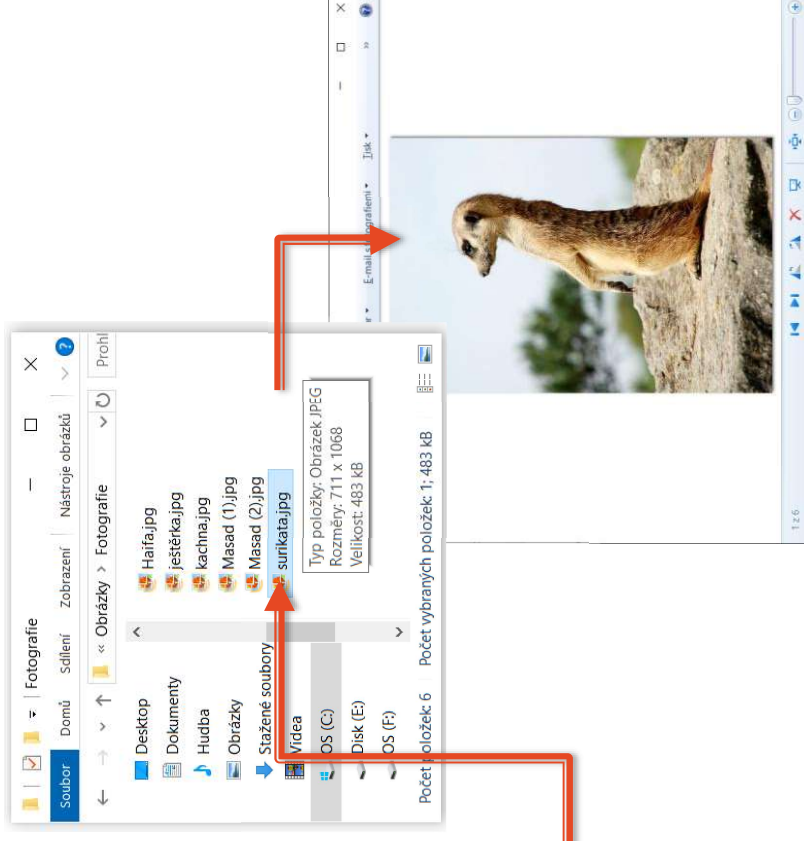 Fotografie
Soubor Domů Sdílení Zobrazení Nástroje obrázků
« Obrázky > Fotografie Prohl
Desktop
Dokumenty
Hudba
Obrázky
Stažené soubory
Videa
OS (C:)
Disk (E:)
OS (F:)
Haifa.jpg
ještěrka.jpg
kachna.jpg
Masad (1).jpg
Masad (2).jpg
surikata.jpg
Typ položky: Obrázek JPEG
Rozměry: 711 x 1068
Velikost: 483 kB
Počet položek: 6 Počet vybraných položek: 1; 483 kB
E-mail s fotografiemi Tisk »
1 z 6